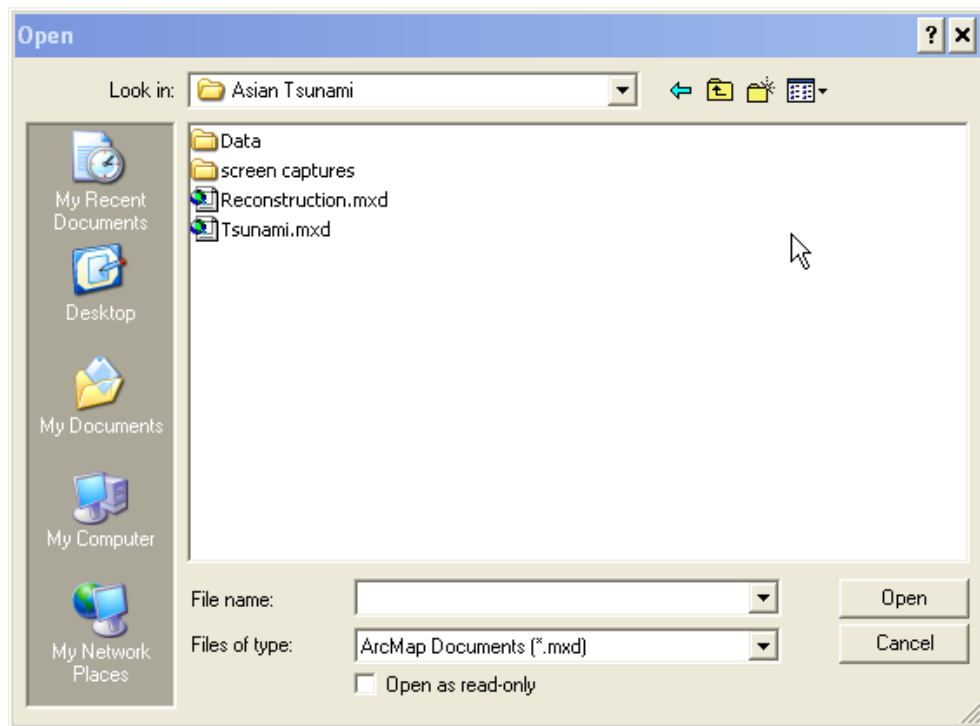 Open
Look in: Asian Tsunami
My Recent
Documents
Desktop
My Documents
My Computer
My Network
Places
Data
screen captures
Reconstruction.mxd
Tsunami.mxd
File name:
Open
Files of type: ArcMap Documents (*.mxd)
Cancel
Open as read-only